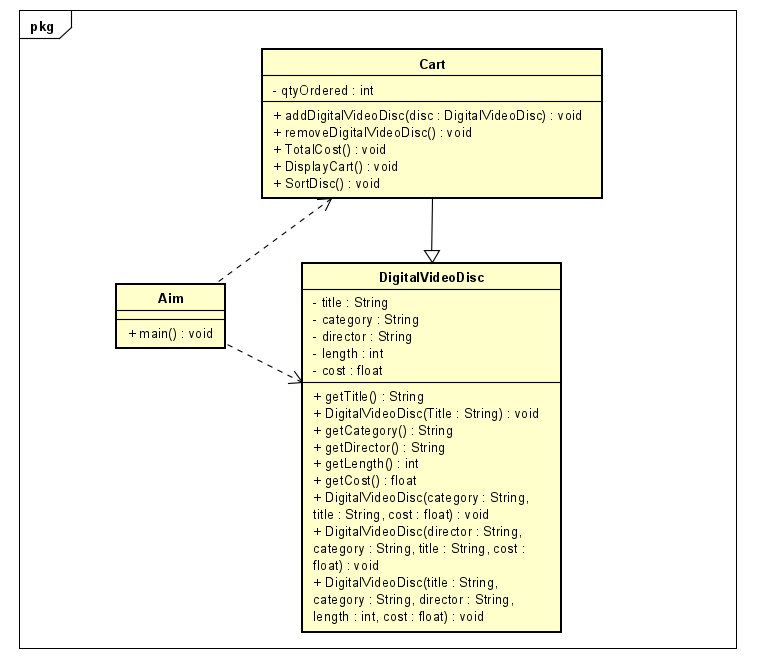 pkg
Cart
- qtyOrdered : int
+ addDigitalVideoDisc(disc : DigitalVideoDisc) : void
+ removeDigitalVideoDisc() : void
+ TotalCost() : void
+ DisplayCart() : void
+ SortDisc() : void
Aim
+ main() : void
DigitalVideoDisc
- title : String
- category : String
- director : String
- length : int
- cost : float
+ getTitle() : String
+ DigitalVideoDisc(Title : String) : void
+ getCategory() : String
+ getDirector() : String
+ getLength() : int
+ getCost() : float
+ DigitalVideoDisc(category : String,
title : String, cost : float) : void
+ DigitalVideoDisc(director : String,
category : String, title : String, cost :
float) : void
+ DigitalVideoDisc(title : String,
category : String, director : String,
length : int, cost : float) : void